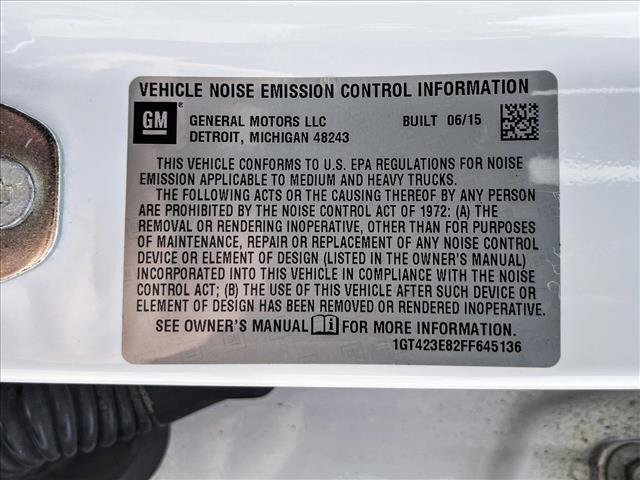 VEHICLE NOISE EMISSION CONTROL INFORMATION
GM ®
GENERAL MOTORS LLC BUILT 06/15
DETROIT, MICHIGAN 48243
THIS VEHICLE CONFORMS TO U.S. EPA REGULATIONS FOR NOISE
EMISSION APPLICABLE TO MEDIUM AND HEAVY TRUCKS.
THE FOLLOWING ACTS OR THE CAUSING THEREOF BY ANY PERSON
ARE PROHIBITED BY THE NOISE CONTROL ACT OF 1972: (A) THE
REMOVAL OR RENDERING INOPERATIVE, OTHER THAN FOR PURPOSES
OF MAINTENANCE, REPAIR OR REPLACEMENT OF ANY NOISE CONTROL
DEVICE OR ELEMENT OF DESIGN (LISTED IN THE OWNER'S MANUAL)
INCORPORATED INTO THIS VEHICLE IN COMPLIANCE WITH THE NOISE
CONTROL ACT; (B) THE USE OF THIS VEHICLE AFTER SUCH DEVICE OR
ELEMENT OF DESIGN HAS BEEN REMOVED OR RENDERED INOPERATIVE.
SEE OWNER'S MANUAL FOR MORE INFORMATION.
1GT423E82FF645136